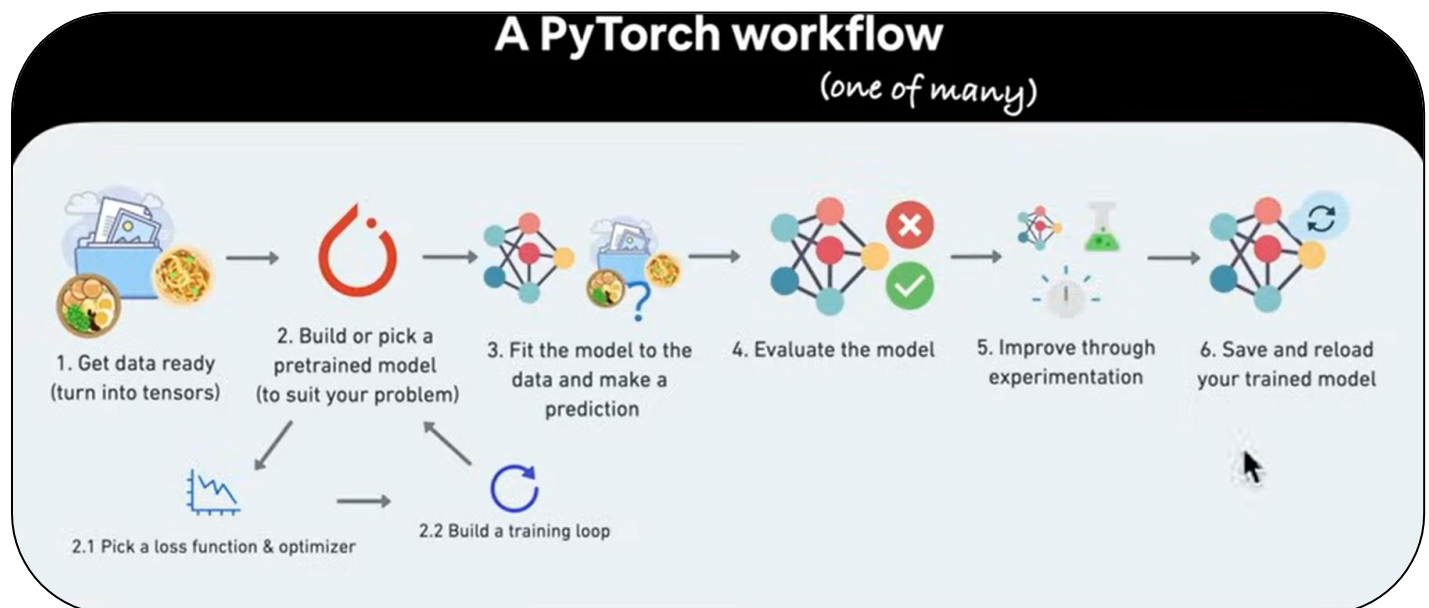 A PyTorch workflow
(one of many)
1. Get data ready
(turn into tensors)
2. Build or pick a
pretrained model
(to suit your problem)
3. Fit the model to the
data and make a
prediction
4. Evaluate the model
5. Improve through
experimentation
6. Save and reload
your trained model
2.1 Pick a loss function & optimizer
2.2 Build a training loop